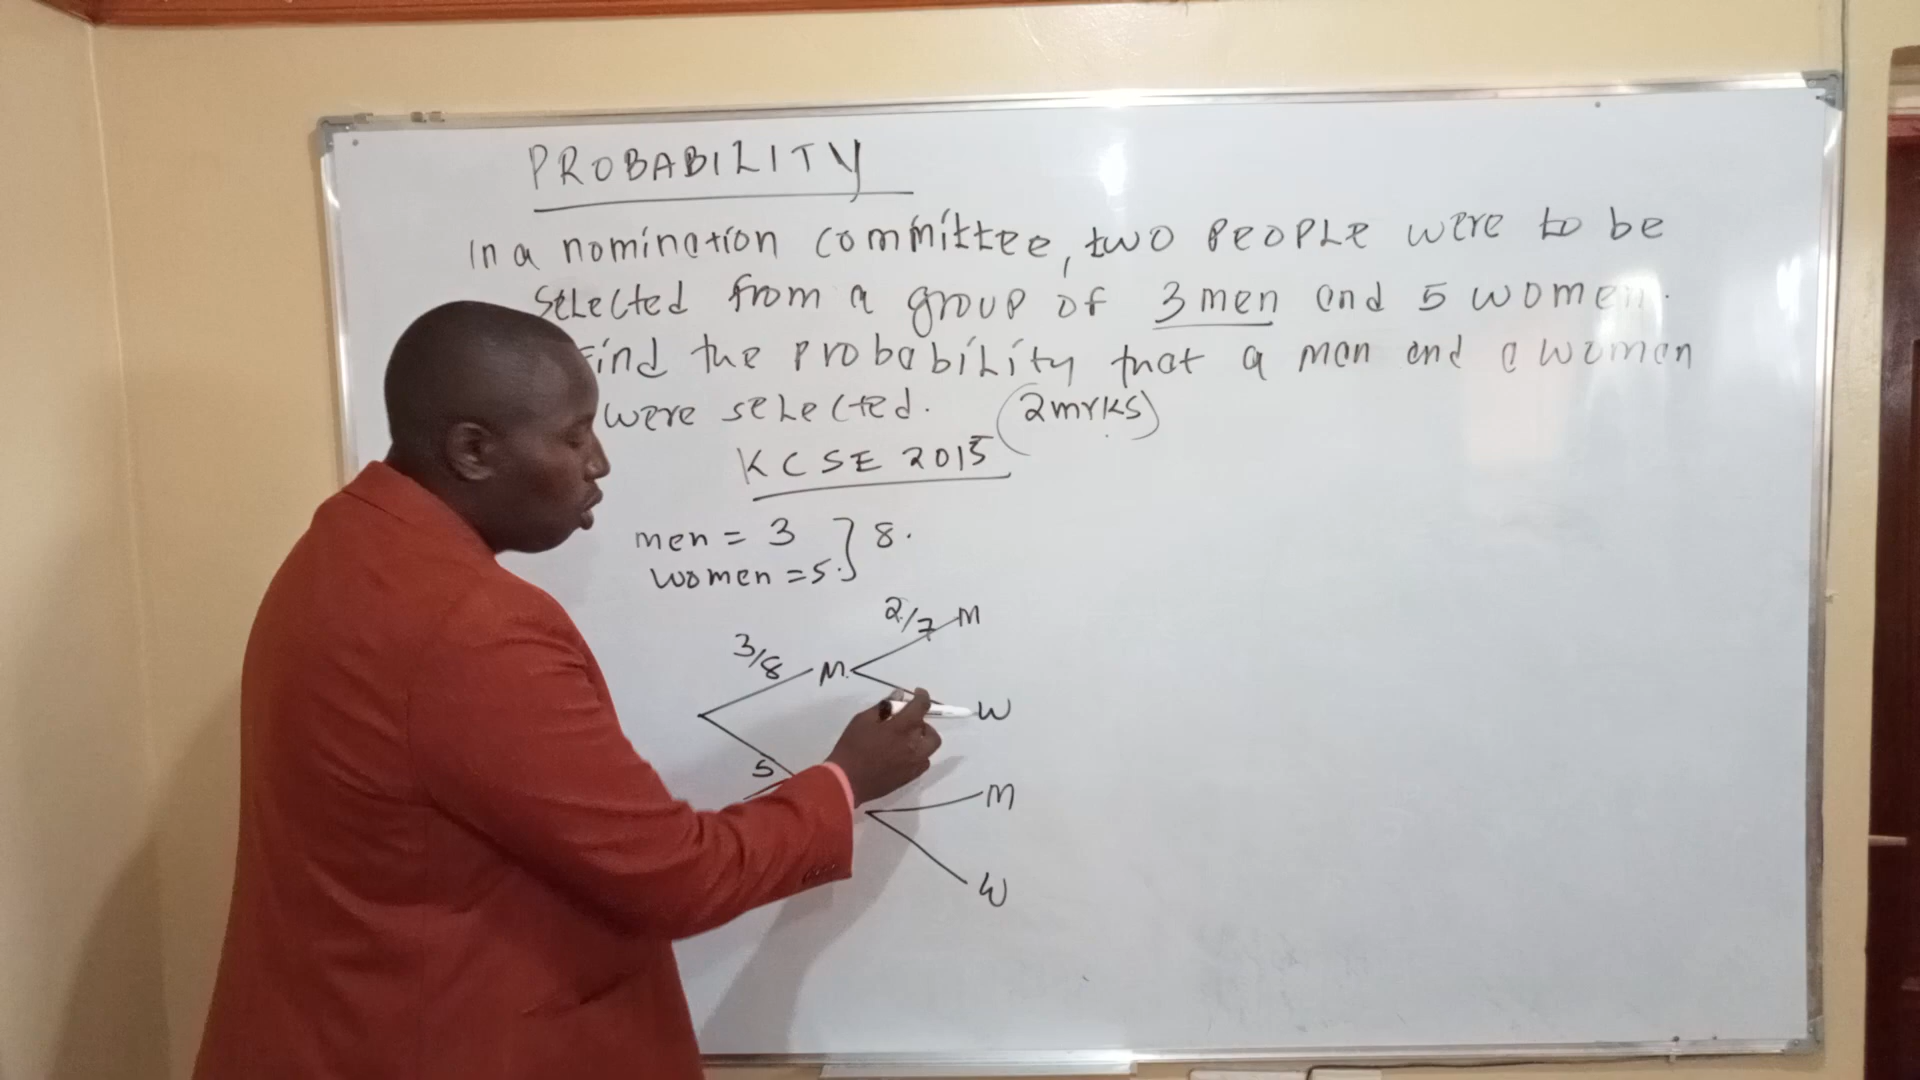 PROBABILITY
In a nomination committee, two PEOPLE were to be
selected from a group of 3 men and 5 women.
Find the probability that a man and a woman
were selected. (2mrks)
KCSE 2015
men = 3 } 8.
women = 5.
2/7 M
3/8 M.
W
5
M
W